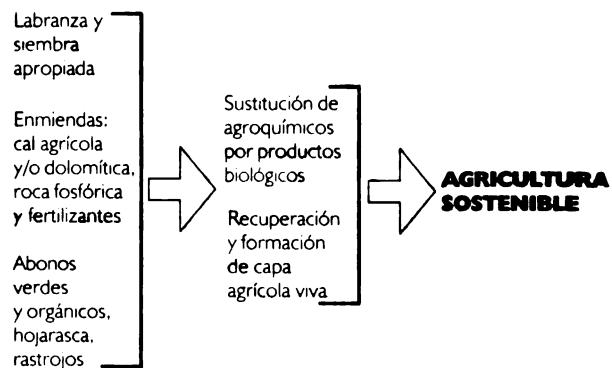 Labranza y
siembra
apropiada
Enmiendas:
cal agrícola
y/o dolomítica,
roca fosfórica
y fertilizantes
Abonos
verdes
y orgánicos,
hojarasca,
rastrojos
Sustitución de
agroquímicos
por productos
biológicos
Recuperación
y formación
de capa
agrícola viva
AGRICULTURA
SOSTENIBLE